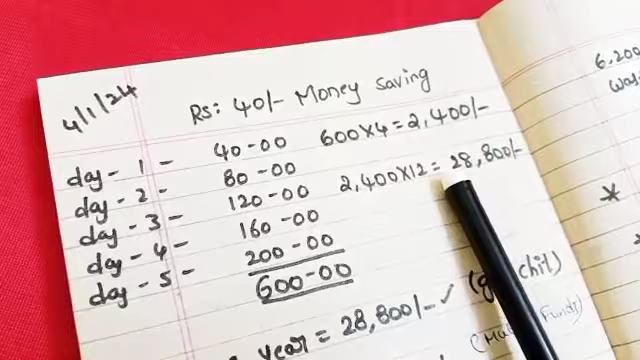 4/1/24
Rs: 40/- Money saving
day - 1 - 40-00 600x4=2,400/-
day - 2 - 80-00 2,400x12= 28,800/-
day - 3 - 120-00
day - 4 - 160-00
day - 5 - 200-00
600-00
year = 28,800/- ✓
chit)
Funds)
6,200
*